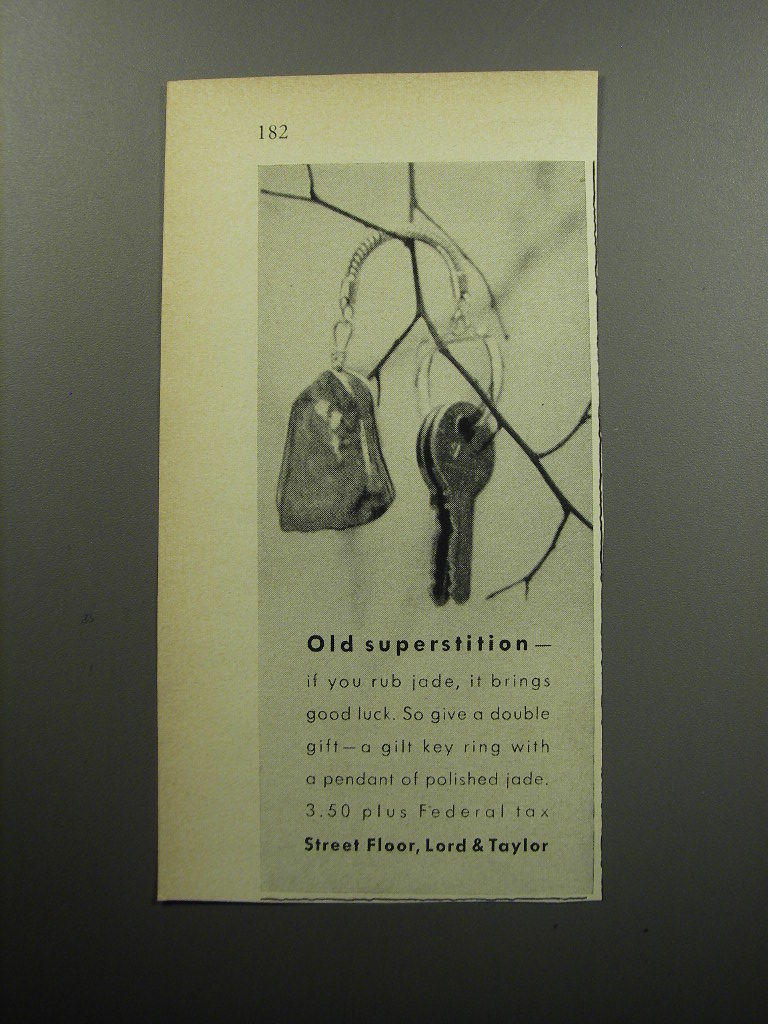 182
Old superstition —
if you rub jade, it brings
good luck. So give a double
gift — a gilt key ring with
a pendant of polished jade.
3.50 plus Federal tax
Street Floor, Lord & Taylor